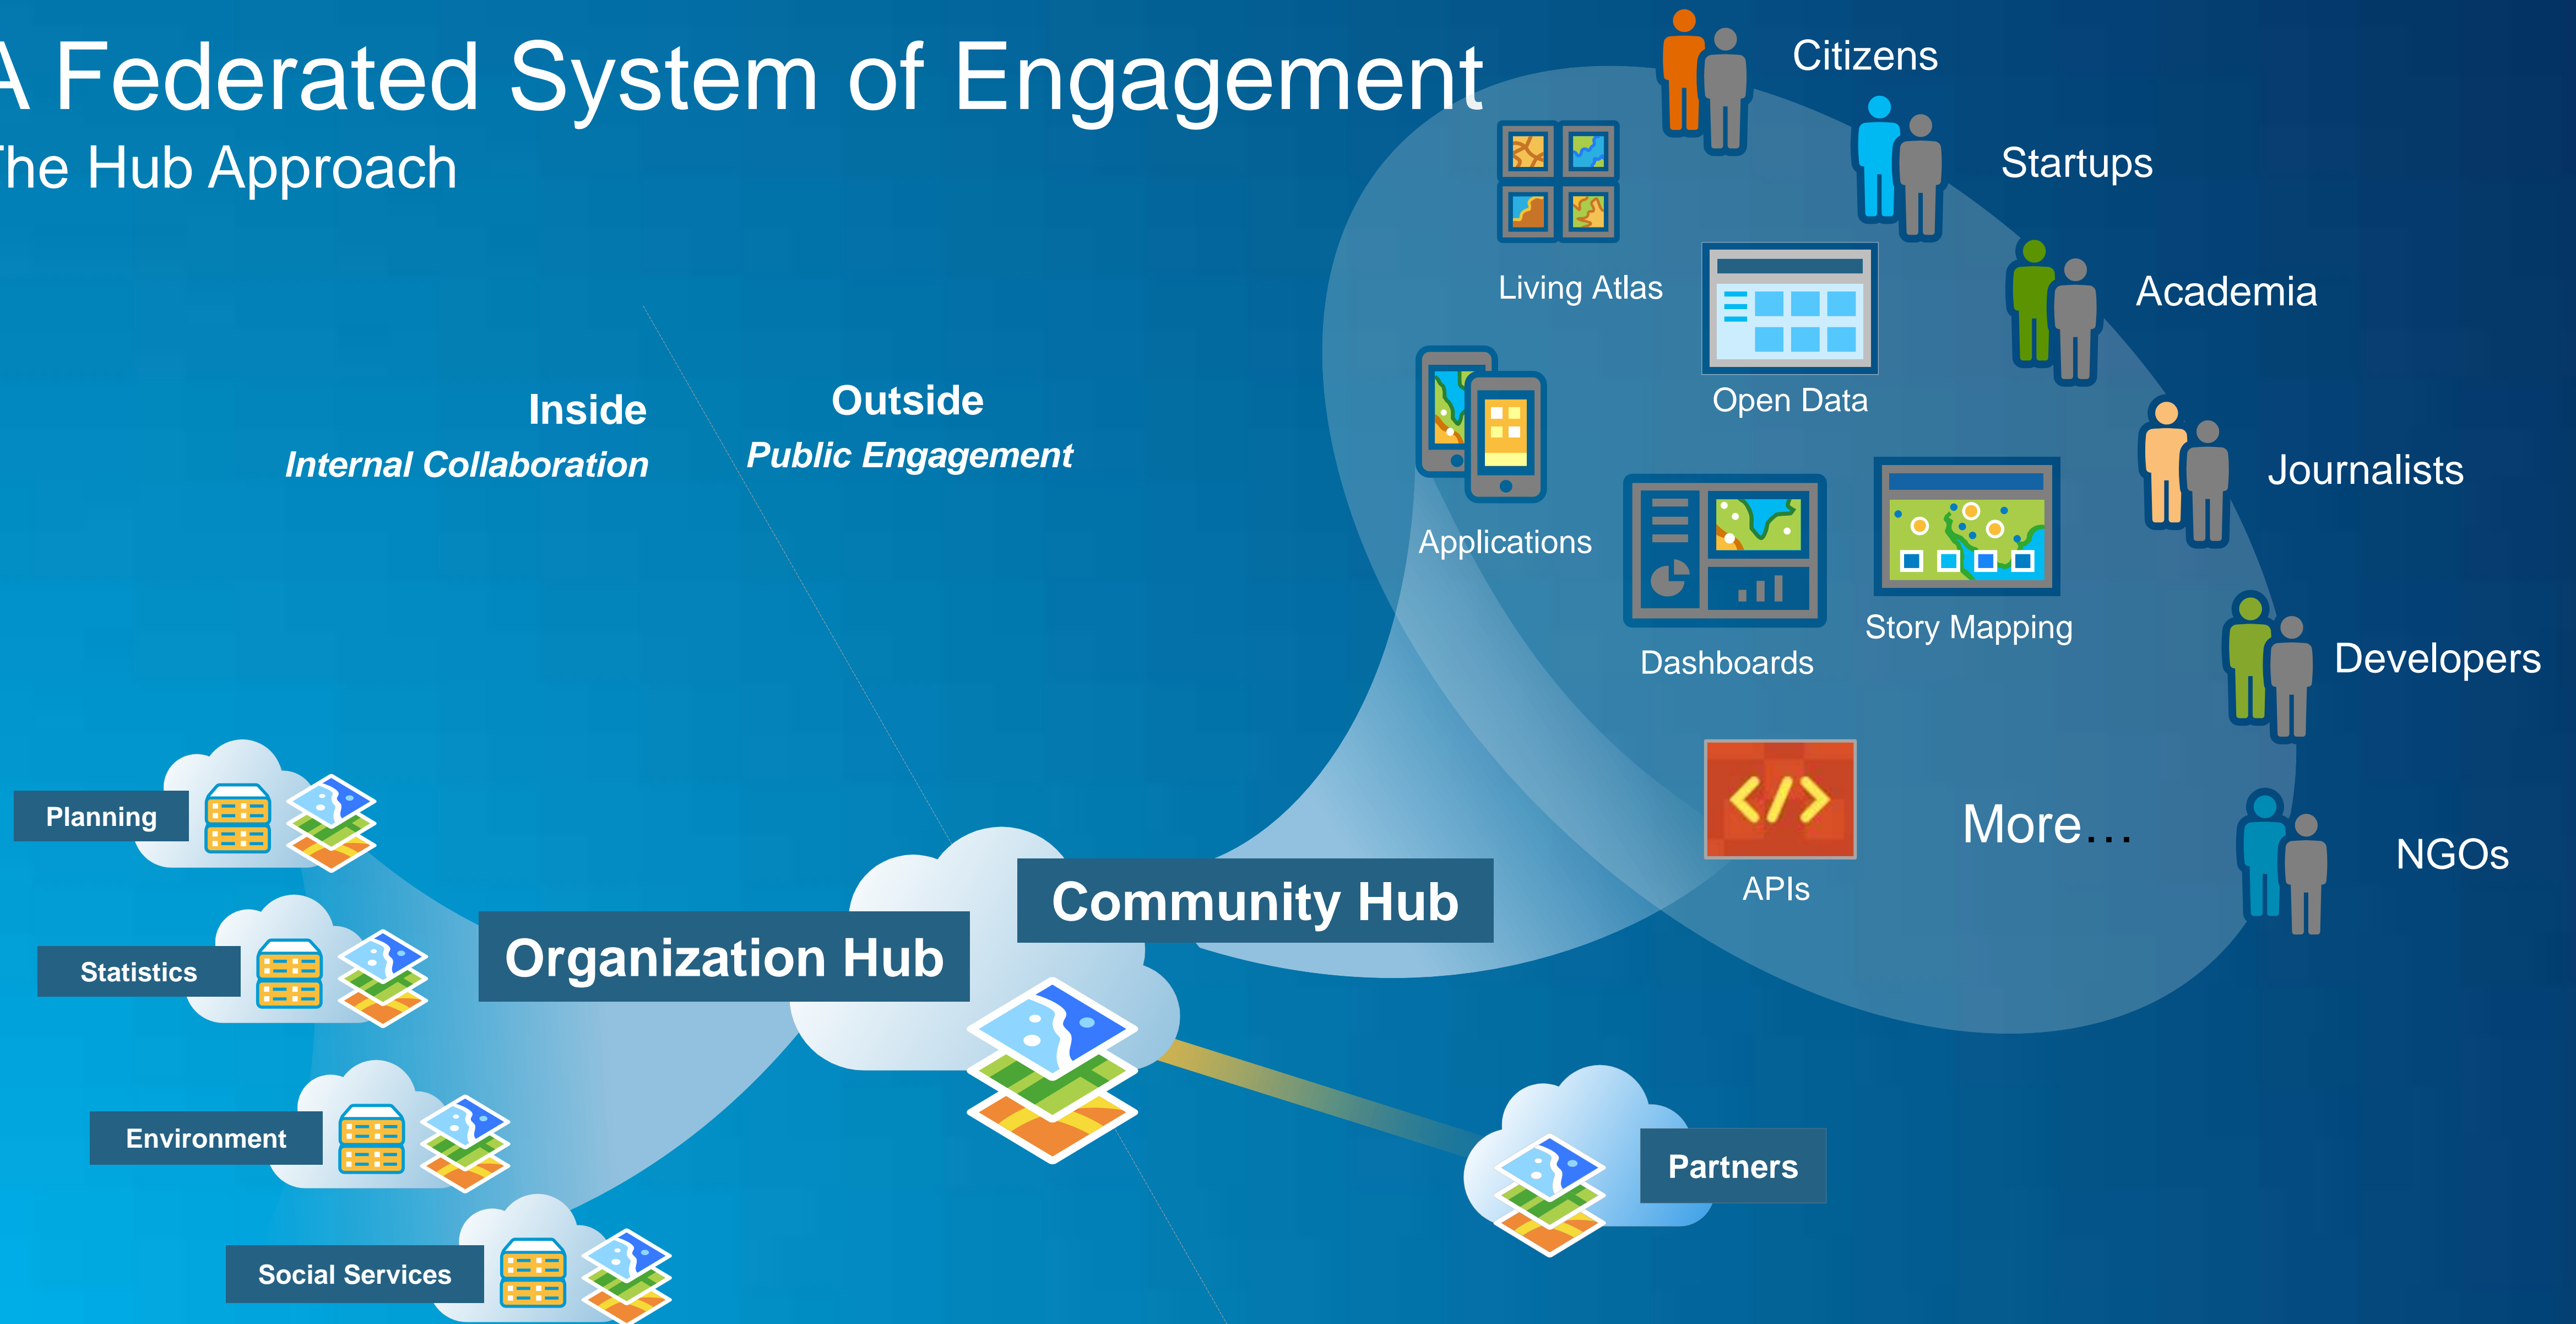 A Federated System of Engagement
The Hub Approach
Citizens
Startups
Living Atlas
Academia
Open Data
Inside
Internal Collaboration
Outside
Public Engagement
Journalists
Applications
Story Mapping
Dashboards
Developers
Planning
More...
APIs
NGOs
Community Hub
Organization Hub
Statistics
Environment
Partners
Social Services